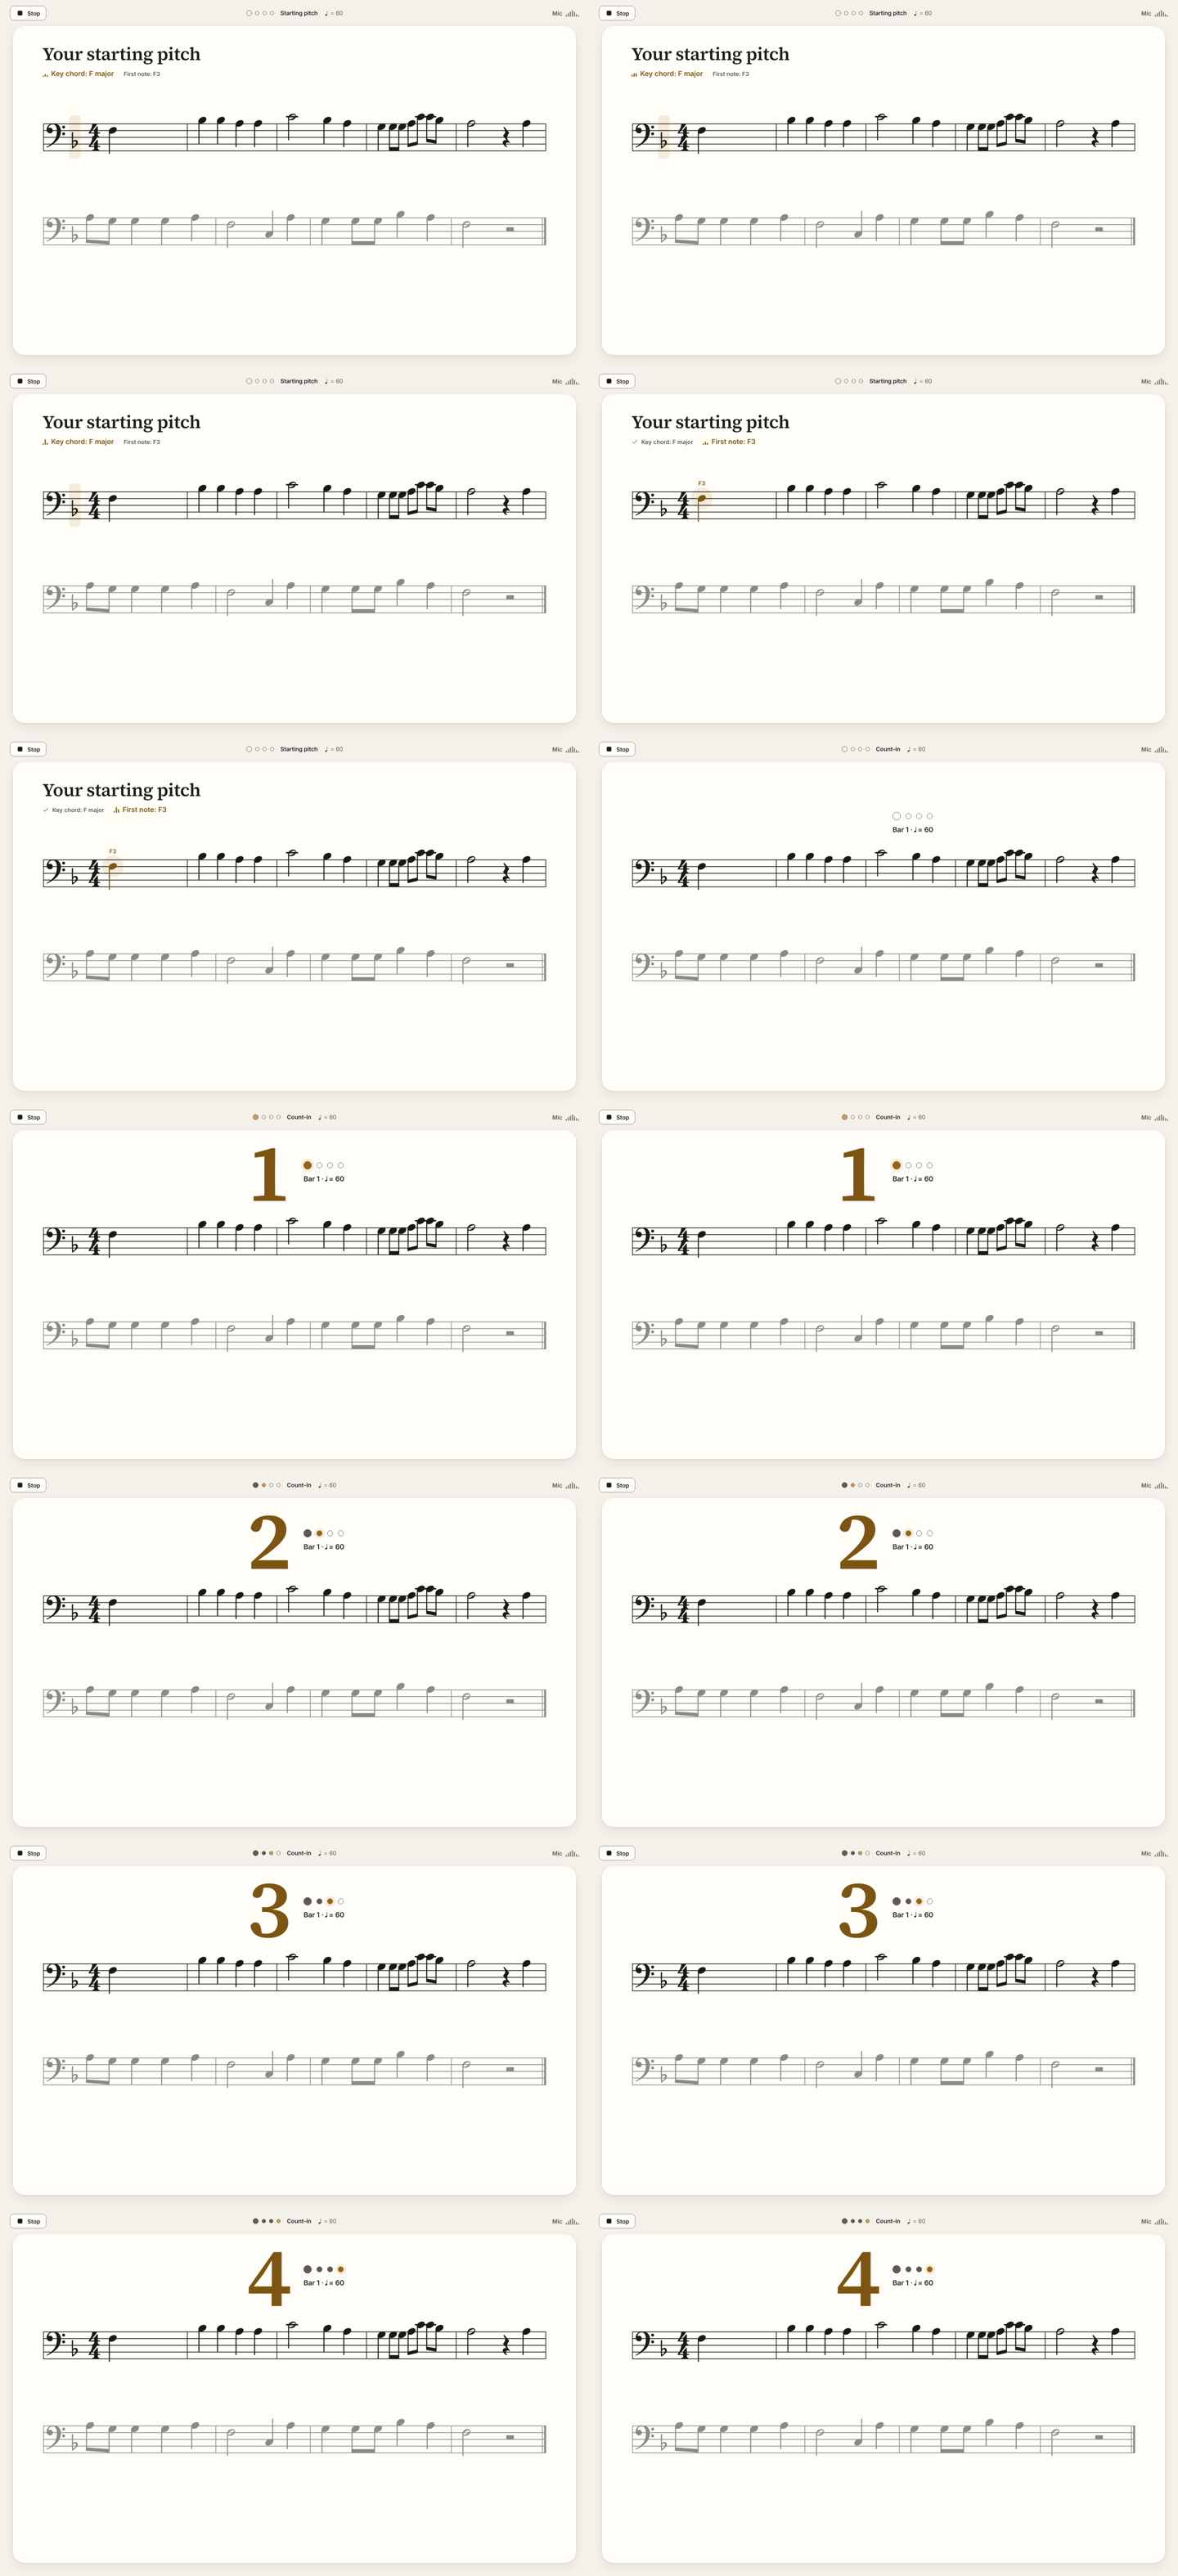 Stop Starting pitch ♩ = 60 Mic
Your starting pitch
Key chord: F major First note: F3
Stop Starting pitch ♩ = 60 Mic
Your starting pitch
Key chord: F major First note: F3
Stop Starting pitch ♩ = 60 Mic
Your starting pitch
Key chord: F major First note: F3
Stop Starting pitch ♩ = 60 Mic
Your starting pitch
Key chord: F major First note: F3
F3
Stop Starting pitch ♩ = 60 Mic
Your starting pitch
Key chord: F major First note: F3
F3
Stop Count-in ♩ = 60 Mic
Bar 1 · ♩ = 60
Stop Count-in ♩ = 60 Mic
1
Bar 1 · ♩ = 60
Stop Count-in ♩ = 60 Mic
1
Bar 1 · ♩ = 60
Stop Count-in ♩ = 60 Mic
2
Bar 1 · ♩ = 60
Stop Count-in ♩ = 60 Mic
2
Bar 1 · ♩ = 60
Stop Count-in ♩ = 60 Mic
3
Bar 1 · ♩ = 60
Stop Count-in ♩ = 60 Mic
3
Bar 1 · ♩ = 60
Stop Count-in ♩ = 60 Mic
4
Bar 1 · ♩ = 60
Stop Count-in ♩ = 60 Mic
4
Bar 1 · ♩ = 60